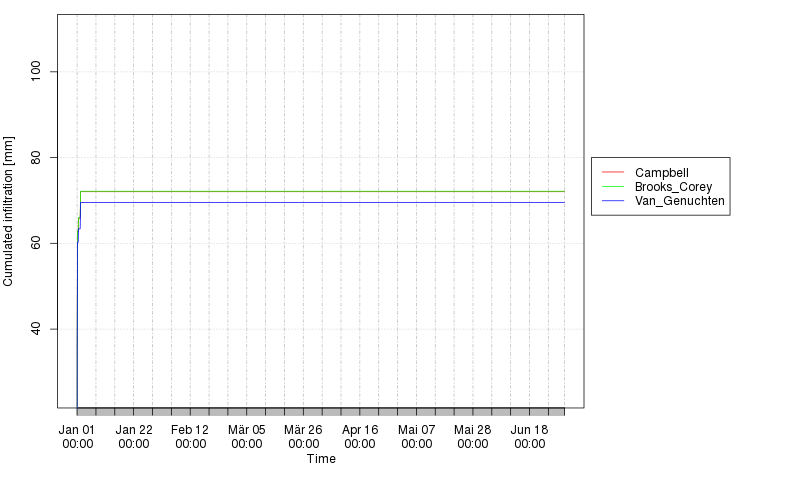 100
80
60
40
Cumulated infiltration [mm]
Campbell
Brooks_Corey
Van_Genuchten
Jan 01 Jan 22 Feb 12 Mär 05 Mär 26 Apr 16 Mai 07 Mai 28 Jun 18
00:00 00:00 00:00 00:00 00:00 00:00 00:00 00:00 00:00
Time